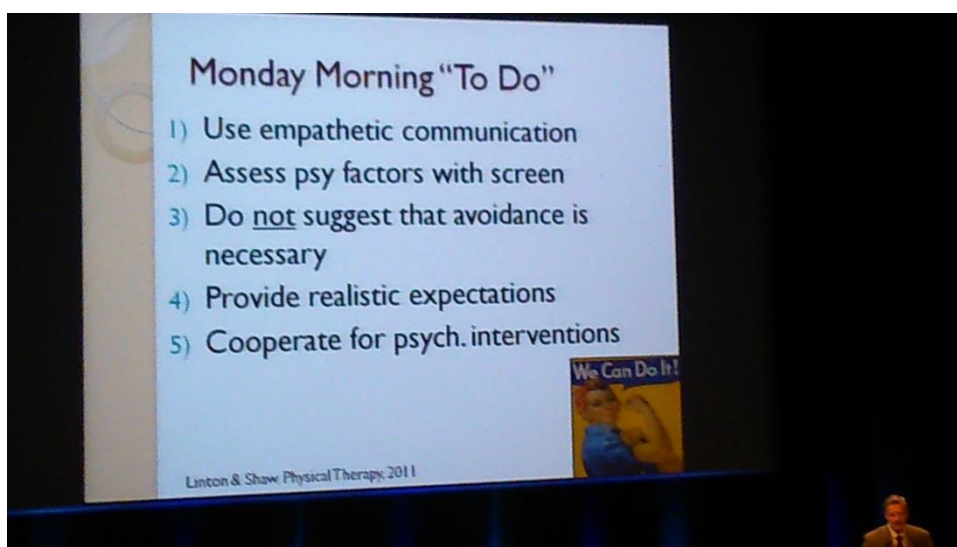 Monday Morning "To Do"
1) Use empathetic communication
2) Assess psy factors with screen
3) Do not suggest that avoidance is
necessary
4) Provide realistic expectations
5) Cooperate for psych. interventions
We Can Do It!
Linton & Shaw Physical Therapy, 2011